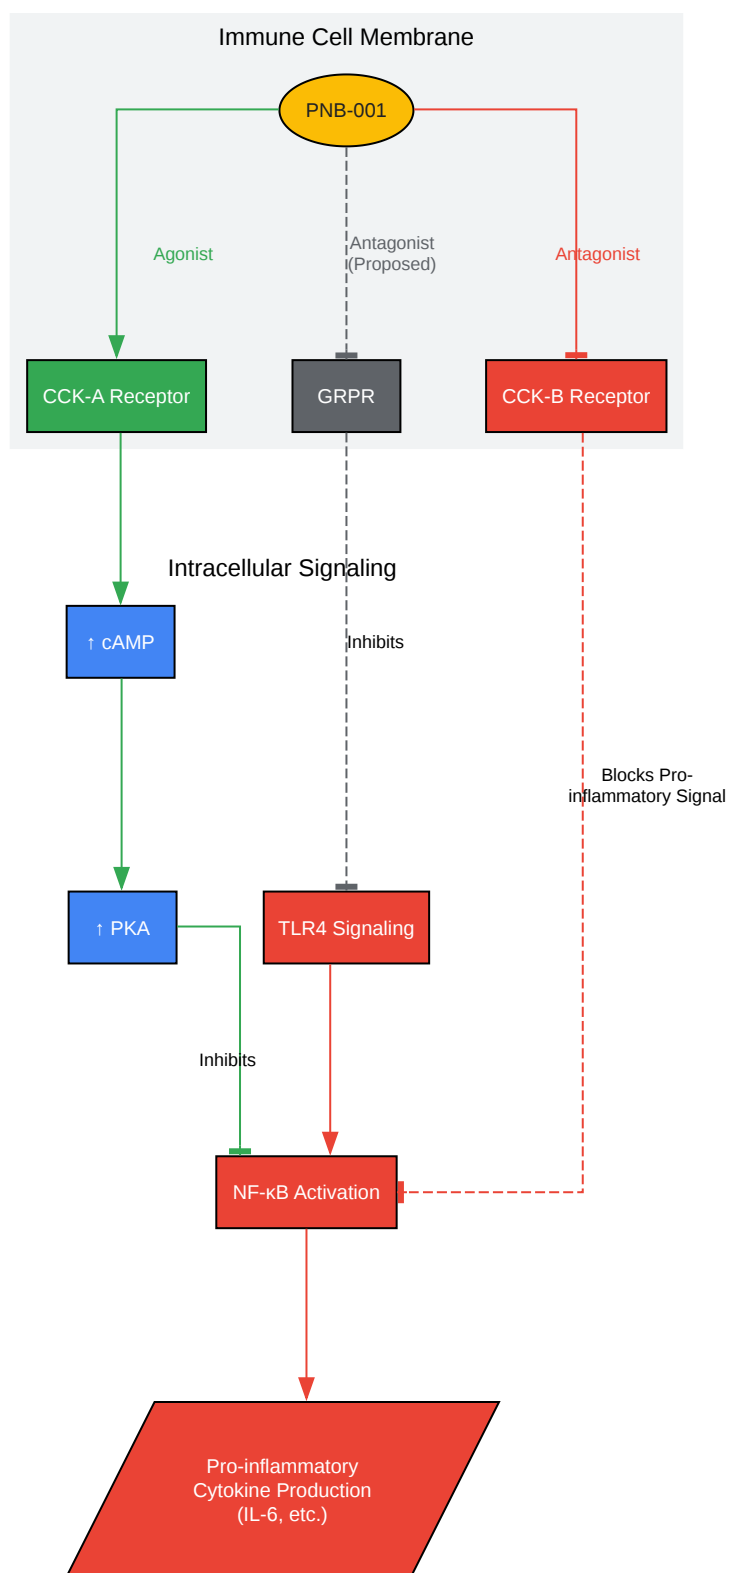 Immune Cell Membrane
PNB-001
Agonist
Antagonist
(Proposed)
Antagonist
CCK-A Receptor
GRPR
CCK-B Receptor
Intracellular Signaling
↑ cAMP
Inhibits
Blocks Pro-
inflammatory Signal
↑ PKA
TLR4 Signaling
Inhibits
NF-κB Activation
Pro-inflammatory
Cytokine Production
(IL-6, etc.)